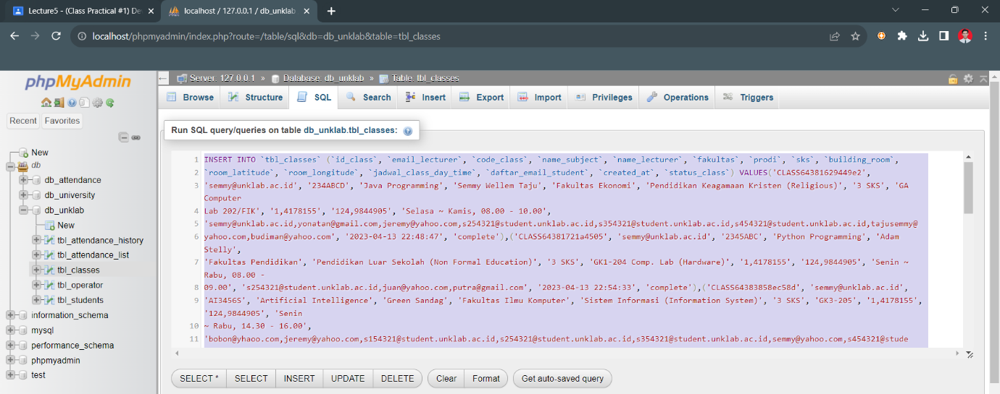 Lecture5 - (Class Practical #1) De
localhost / 127.0.0.1 / db_unklab
localhost/phpmyadmin/index.php?route=/table/sql&db=db_unklab&table=tbl_classes
phpMyAdmin
Recent
Favorites
New
db
db_attendance
db_university
db_unklab
New
tbl_attendance_history
tbl_attendance_list
tbl_classes
tbl_operator
tbl_students
information_schema
mysql
performance_schema
phpmyadmin
test
Server: 127.0.0.1 » Database: db_unklab » Table: tbl_classes
Browse Structure SQL Search Insert Export Import Privileges Operations Triggers
Run SQL query/queries on table db_unklab.tbl_classes:
1 INSERT INTO `tbl_classes` (`id_class`, `email_lecturer`, `code_class`, `name_subject`, `name_lecturer`, `fakultas`, `prodi`, `sks`, `building_room`,
2 `room_latitude`, `room_longitude`, `jadwal_class_day_time`, `daftar_email_student`, `created_at`, `status_class`) VALUES('CLASS64381629449e2',
3 'semmy@unklab.ac.id', '234ABCD', 'Java Programming', 'Semmy Wellem Taju', 'Fakultas Ekonomi', 'Pendidikan Keagamaan Kristen (Religious)', '3 SKS', 'GA
Computer
4 Lab 202/FIK', '1,4178155', '124,9844905', 'Selasa ~ Kamis, 08.00 - 10.00',
5 'semmy@unklab.ac.id,yonatan@gmail.com,jeremy@yahoo.com,s254321@student.unklab.ac.id,s354321@student.unklab.ac.id,s454321@student.unklab.ac.id,tajusemmy@
6 yahoo.com,budiman@yahoo.com', '2023-04-13 22:48:47', 'complete'),('CLASS64381721a4505', 'semmy@unklab.ac.id', '2345ABC', 'Python Programming', 'Adam
Stelly',
7 'Fakultas Pendidikan', 'Pendidikan Luar Sekolah (Non Formal Education)', '3 SKS', 'GK1-204 Comp. Lab (Hardware)', '1,4178155', '124,9844905', 'Senin ~
Rabu, 08.00 -
8 09.00', 's254321@student.unklab.ac.id,juan@yahoo.com,putra@gmail.com', '2023-04-13 22:54:33', 'complete'),('CLASS64383858ec58d', 'semmy@unklab.ac.id',
9 'AI3456S', 'Artificial Intelligence', 'Green Sandag', 'Fakultas Ilmu Komputer', 'Sistem Informasi (Information System)', '3 SKS', 'GK3-205', '1,4178155',
'124,9844905', 'Senin
10 ~ Rabu, 14.30 - 16.00',
11 'bobon@yhaoo.com,jeremy@yahoo.com,s154321@student.unklab.ac.id,s254321@student.unklab.ac.id,s354321@student.unklab.ac.id,semmy@yahoo.com,s454321@stude
SELECT * SELECT INSERT UPDATE DELETE Clear Format Get auto-saved query